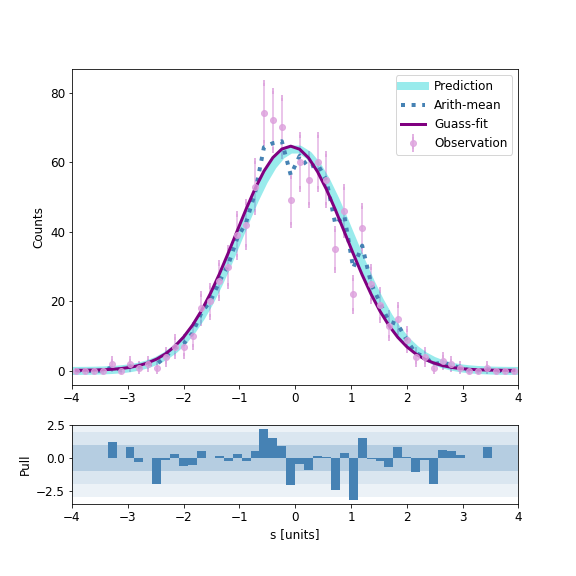 80
60
40
20
0
Counts
Prediction
Arith-mean
Guass-fit
Observation
−4 −3 −2 −1 0 1 2 3 4
2.5
0.0
−2.5
Pull
−4 −3 −2 −1 0 1 2 3 4
s [units]